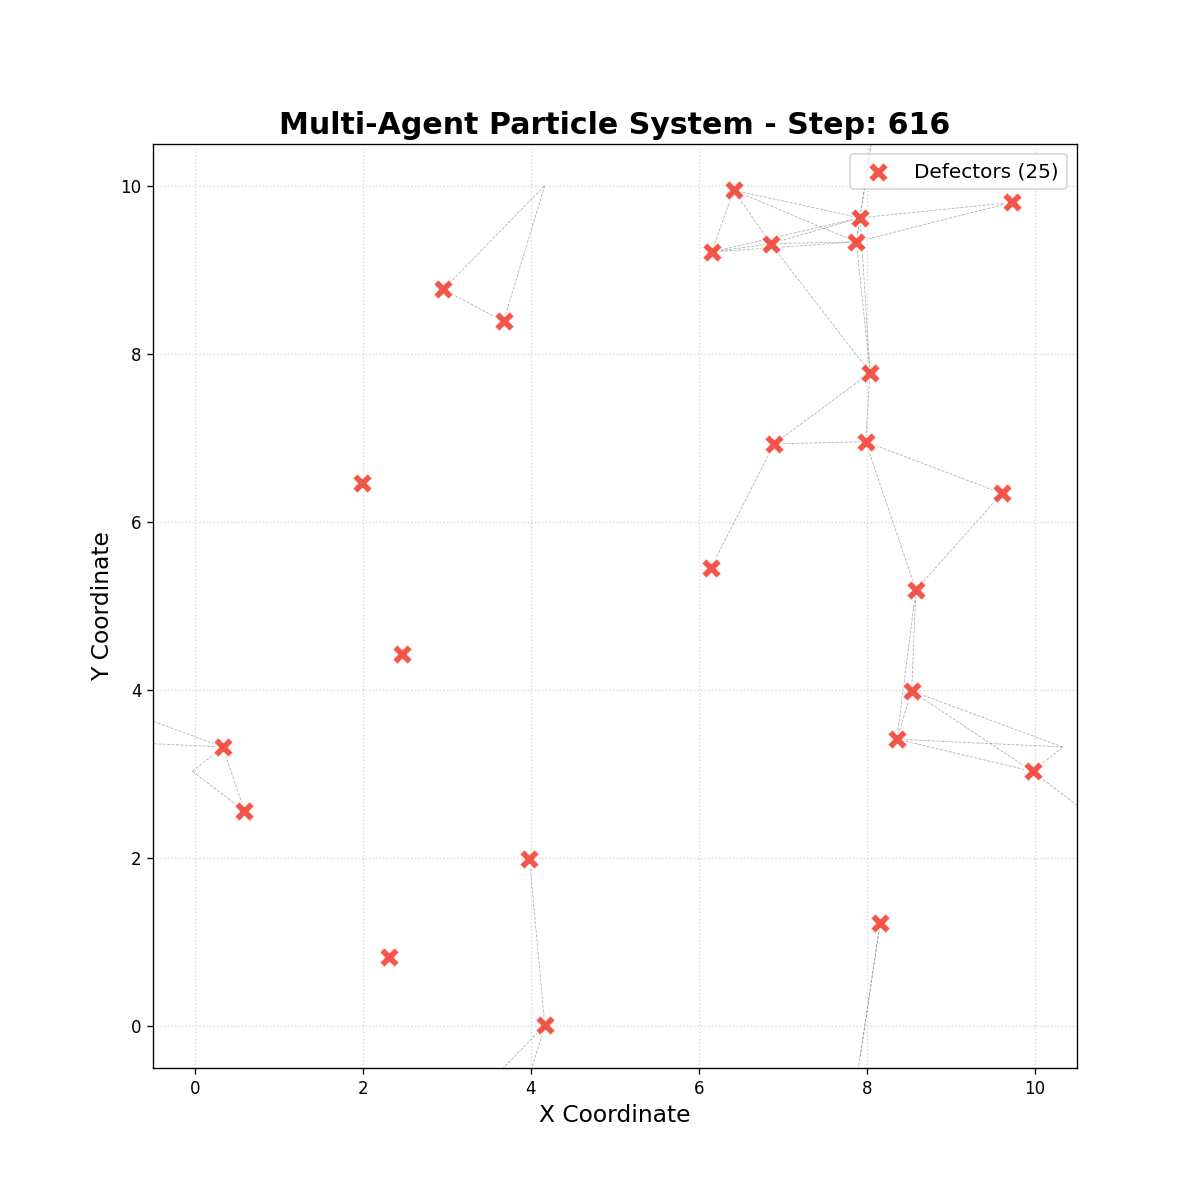 Multi-Agent Particle System - Step: 616
Defectors (25)
Y Coordinate
10
8
6
4
2
0
0 2 4 6 8 10
X Coordinate